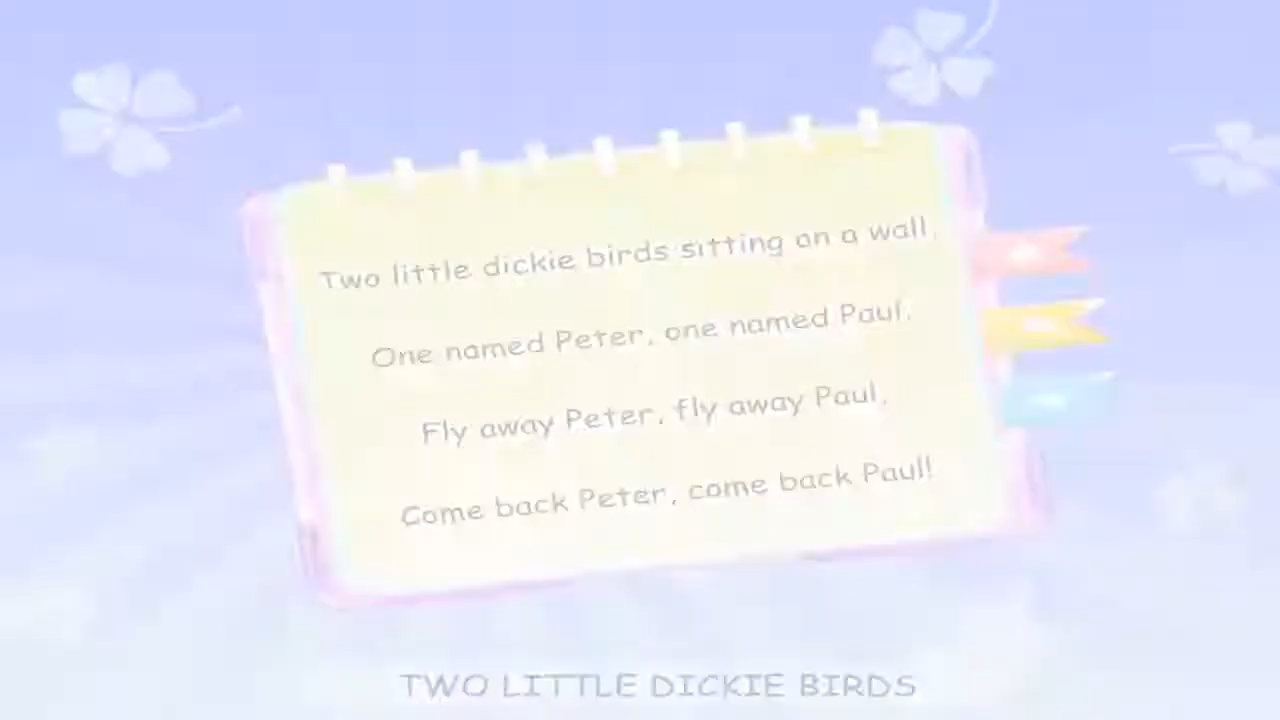 Two little dickie birds sitting on a wall,
One named Peter, one named Paul.
Fly away Peter, fly away Paul,
Come back Peter, come back Paul!
TWO LITTLE DICKIE BIRDS